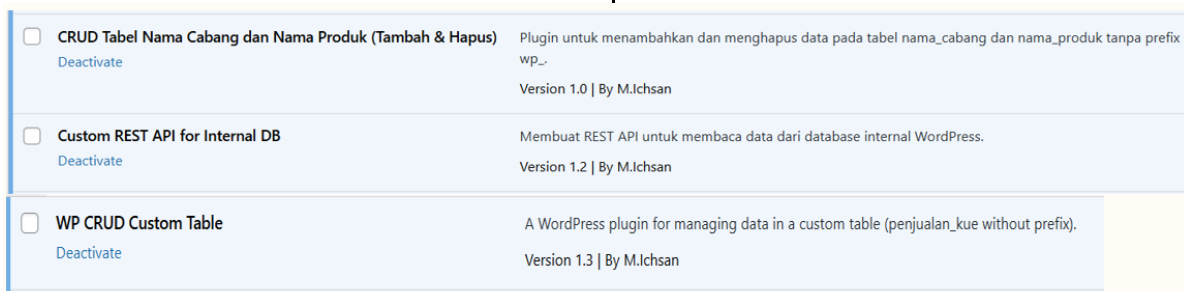 CRUD Tabel Nama Cabang dan Nama Produk (Tambah & Hapus)
Deactivate
Plugin untuk menambahkan dan menghapus data pada tabel nama_cabang dan nama_produk tanpa prefix
wp_.
Version 1.0 | By M.Ichsan
Custom REST API for Internal DB
Deactivate
Membuat REST API untuk membaca data dari database internal WordPress.
Version 1.2 | By M.Ichsan
WP CRUD Custom Table
Deactivate
A WordPress plugin for managing data in a custom table (penjualan_kue without prefix).
Version 1.3 | By M.Ichsan